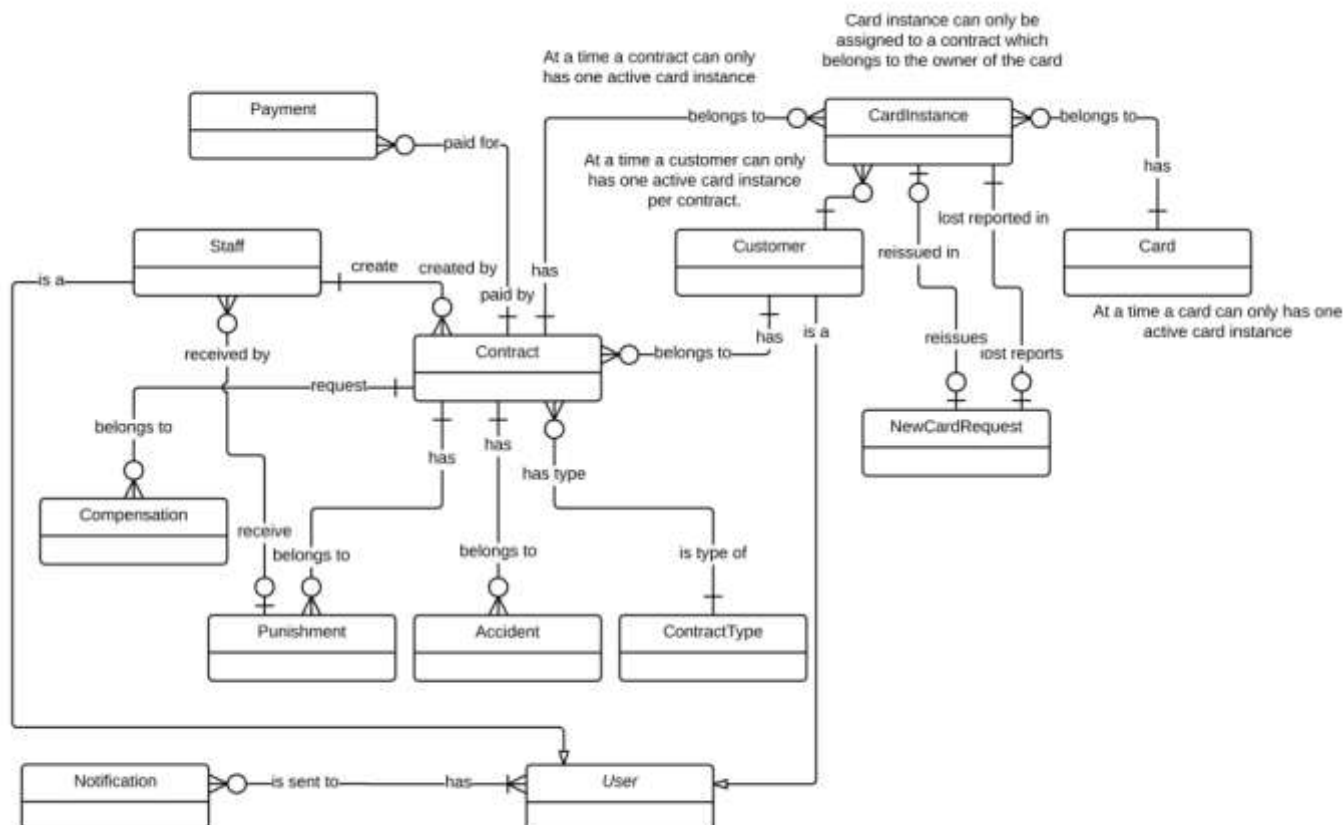 Card instance can only be
assigned to a contract which
belongs to the owner of the card
At a time a contract can only
has one active card instance
Payment
belongs to
CardInstance
belongs to
paid for
At a time a customer can only
has one active card instance
per contract.
has
lost reported in
Staff
Customer
Card
reissued in
is a
create
created by
has
paid by
At a time a card can only has one
active card instance
has
is a
received by
Contract
belongs to
reissues
lost reports
request
belongs to
NewCardRequest
has
has
has type
Compensation
receive
belongs to
belongs to
is type of
Punishment
Accident
ContractType
Notification
is sent to
has
User